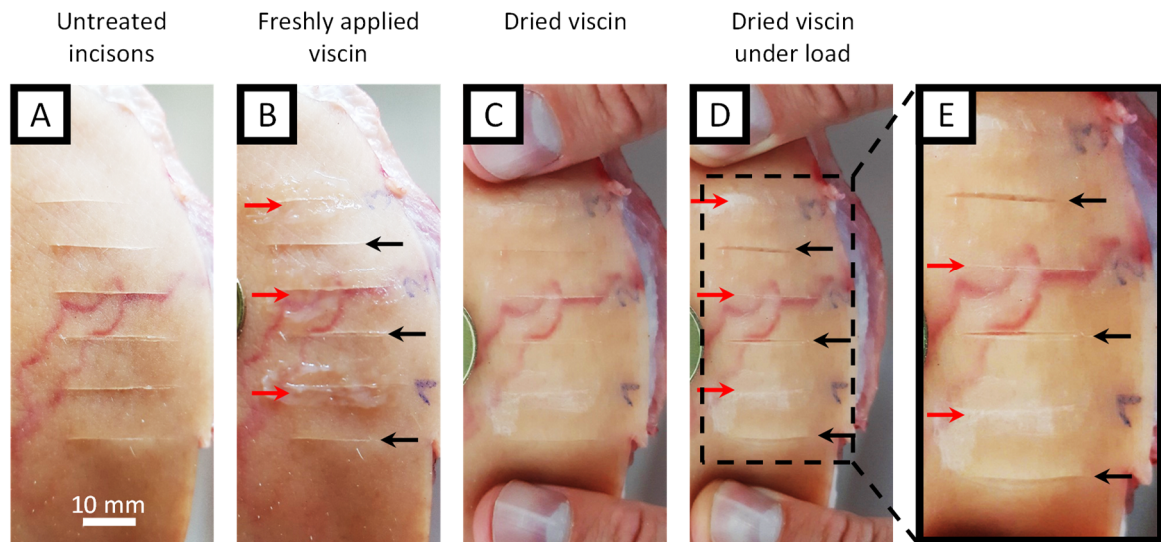 Untreated
incisons
Freshly applied
viscin
Dried viscin
Dried viscin
under load
A
B
C
D
E
10 mm